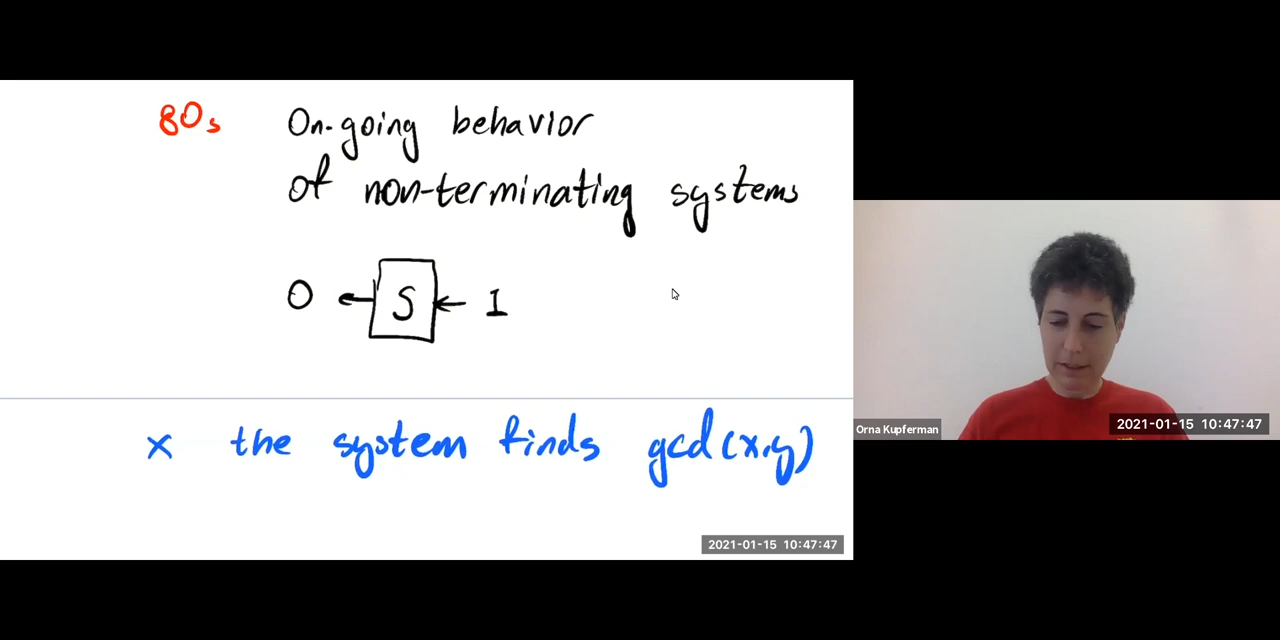 80s On-going behavior
of non-terminating systems
O S I
x the system finds gcd(x,y)
2021-01-15 10:47:47
Orna Kupferman
2021-01-15 10:47:47